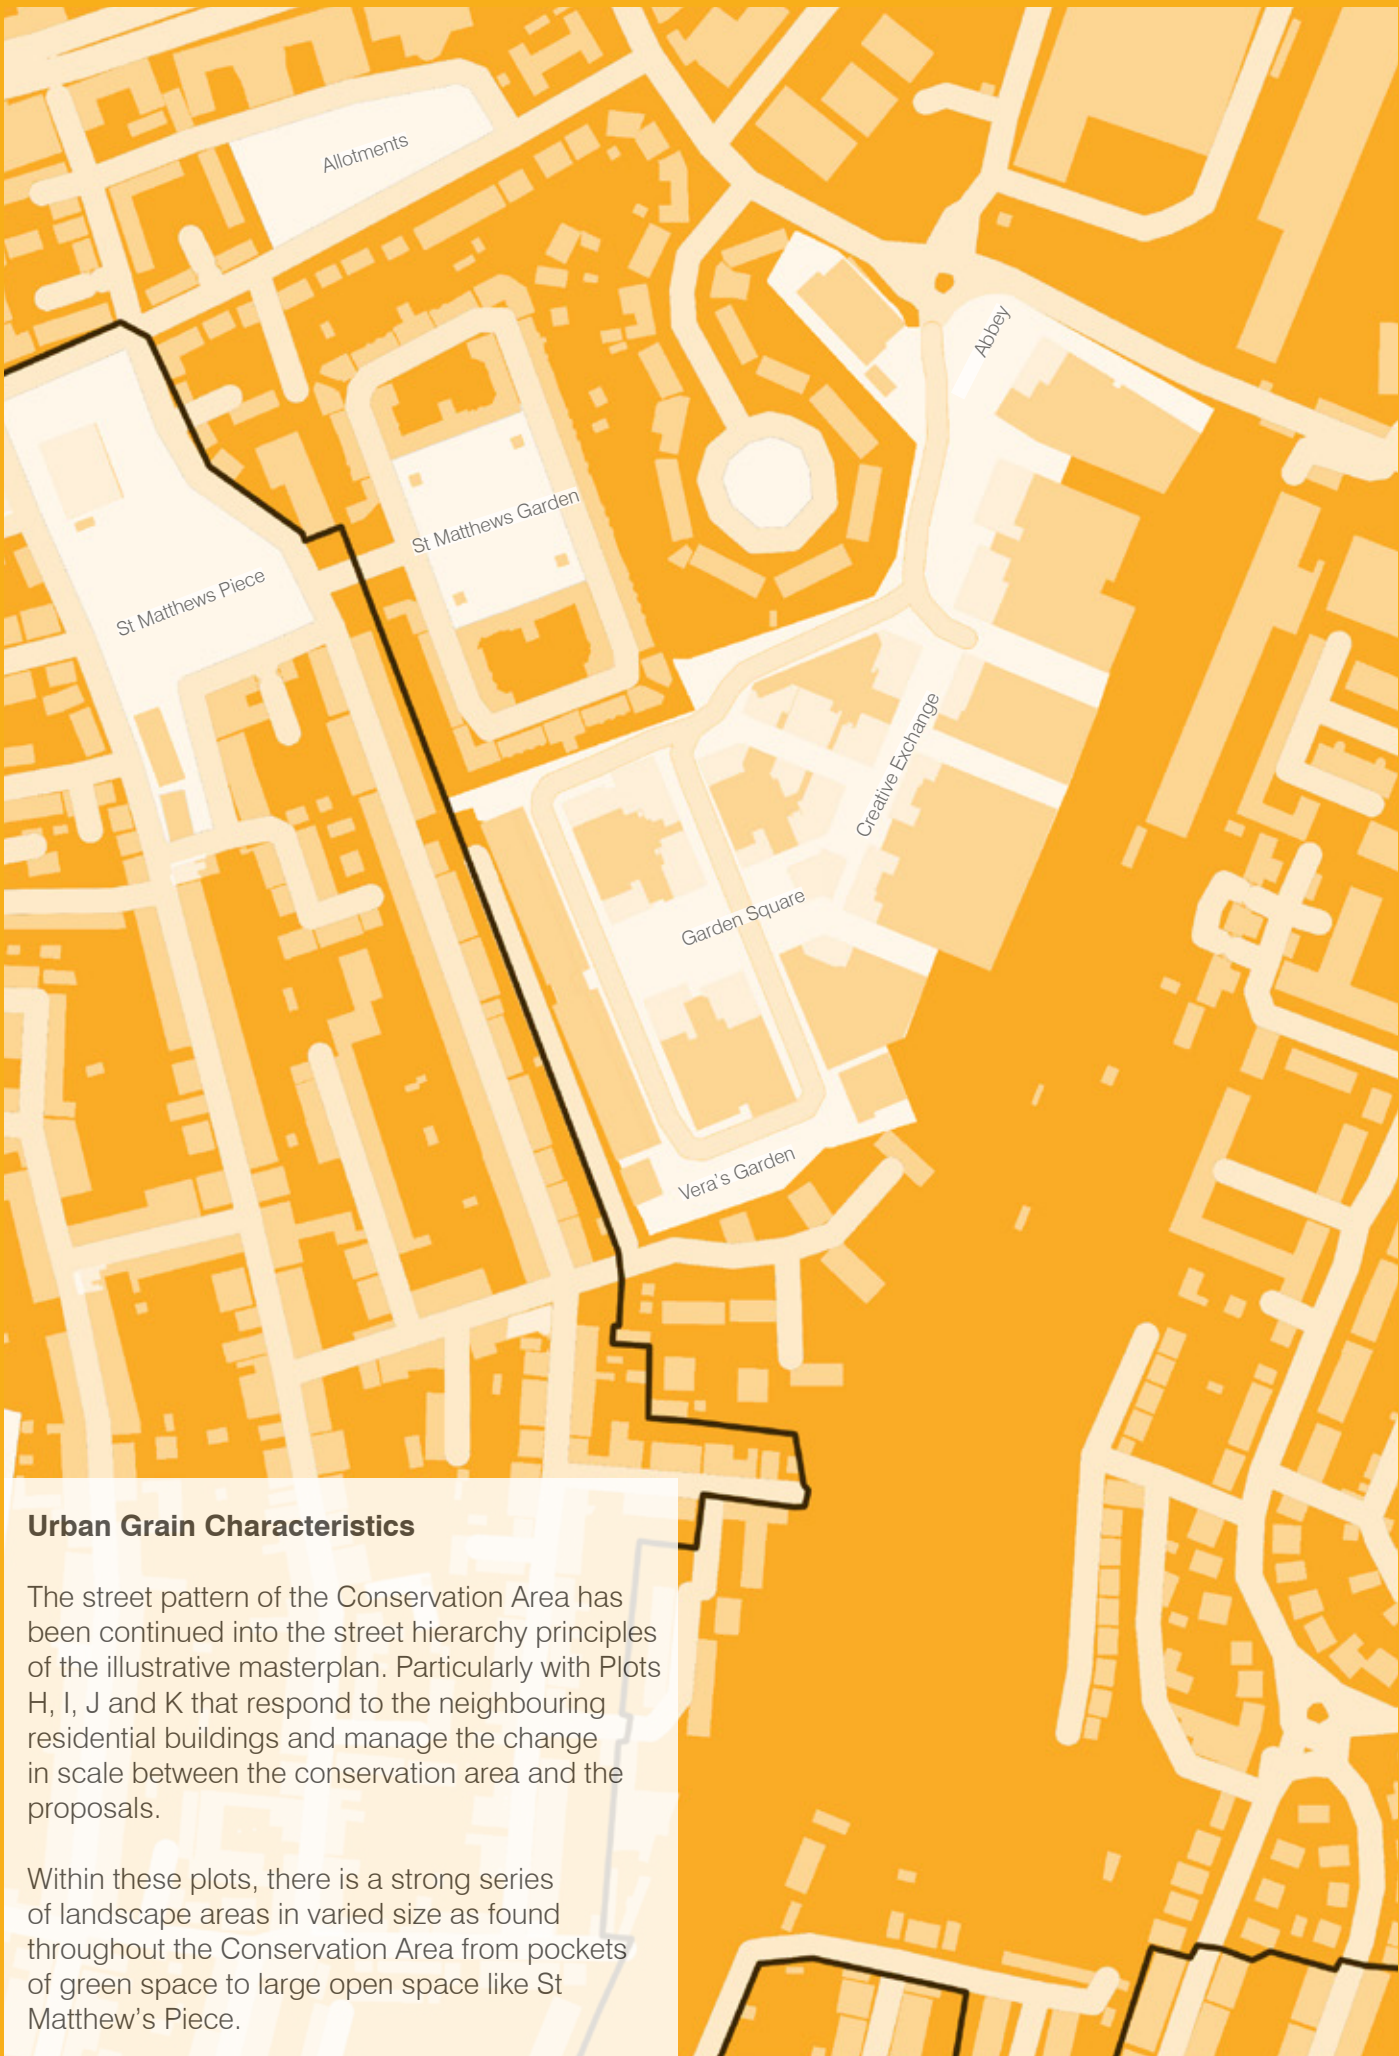 Allotments
Abbey
St Matthews Garden
St Matthews Piece
Creative Exchange
Garden Square
Vera's Garden
Urban Grain Characteristics
The street pattern of the Conservation Area has
been continued into the street hierarchy principles
of the illustrative masterplan. Particularly with Plots
H, I, J and K that respond to the neighbouring
residential buildings and manage the change
in scale between the conservation area and the
proposals.
Within these plots, there is a strong series
of landscape areas in varied size as found
throughout the Conservation Area from pockets
of green space to large open space like St
Matthew's Piece.